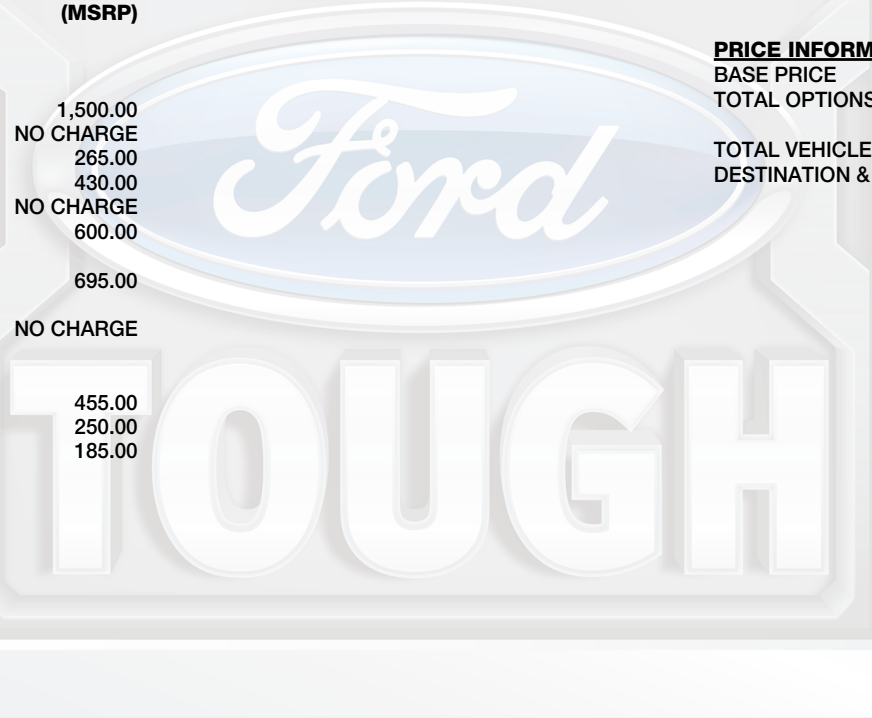 (MSRP)
1,500.00
NO CHARGE
265.00
430.00
NO CHARGE
600.00
695.00
NO CHARGE
455.00
250.00
185.00
PRICE INFORM
BASE PRICE
TOTAL OPTIONS
TOTAL VEHICLE
DESTINATION &
Ford
TOUGH